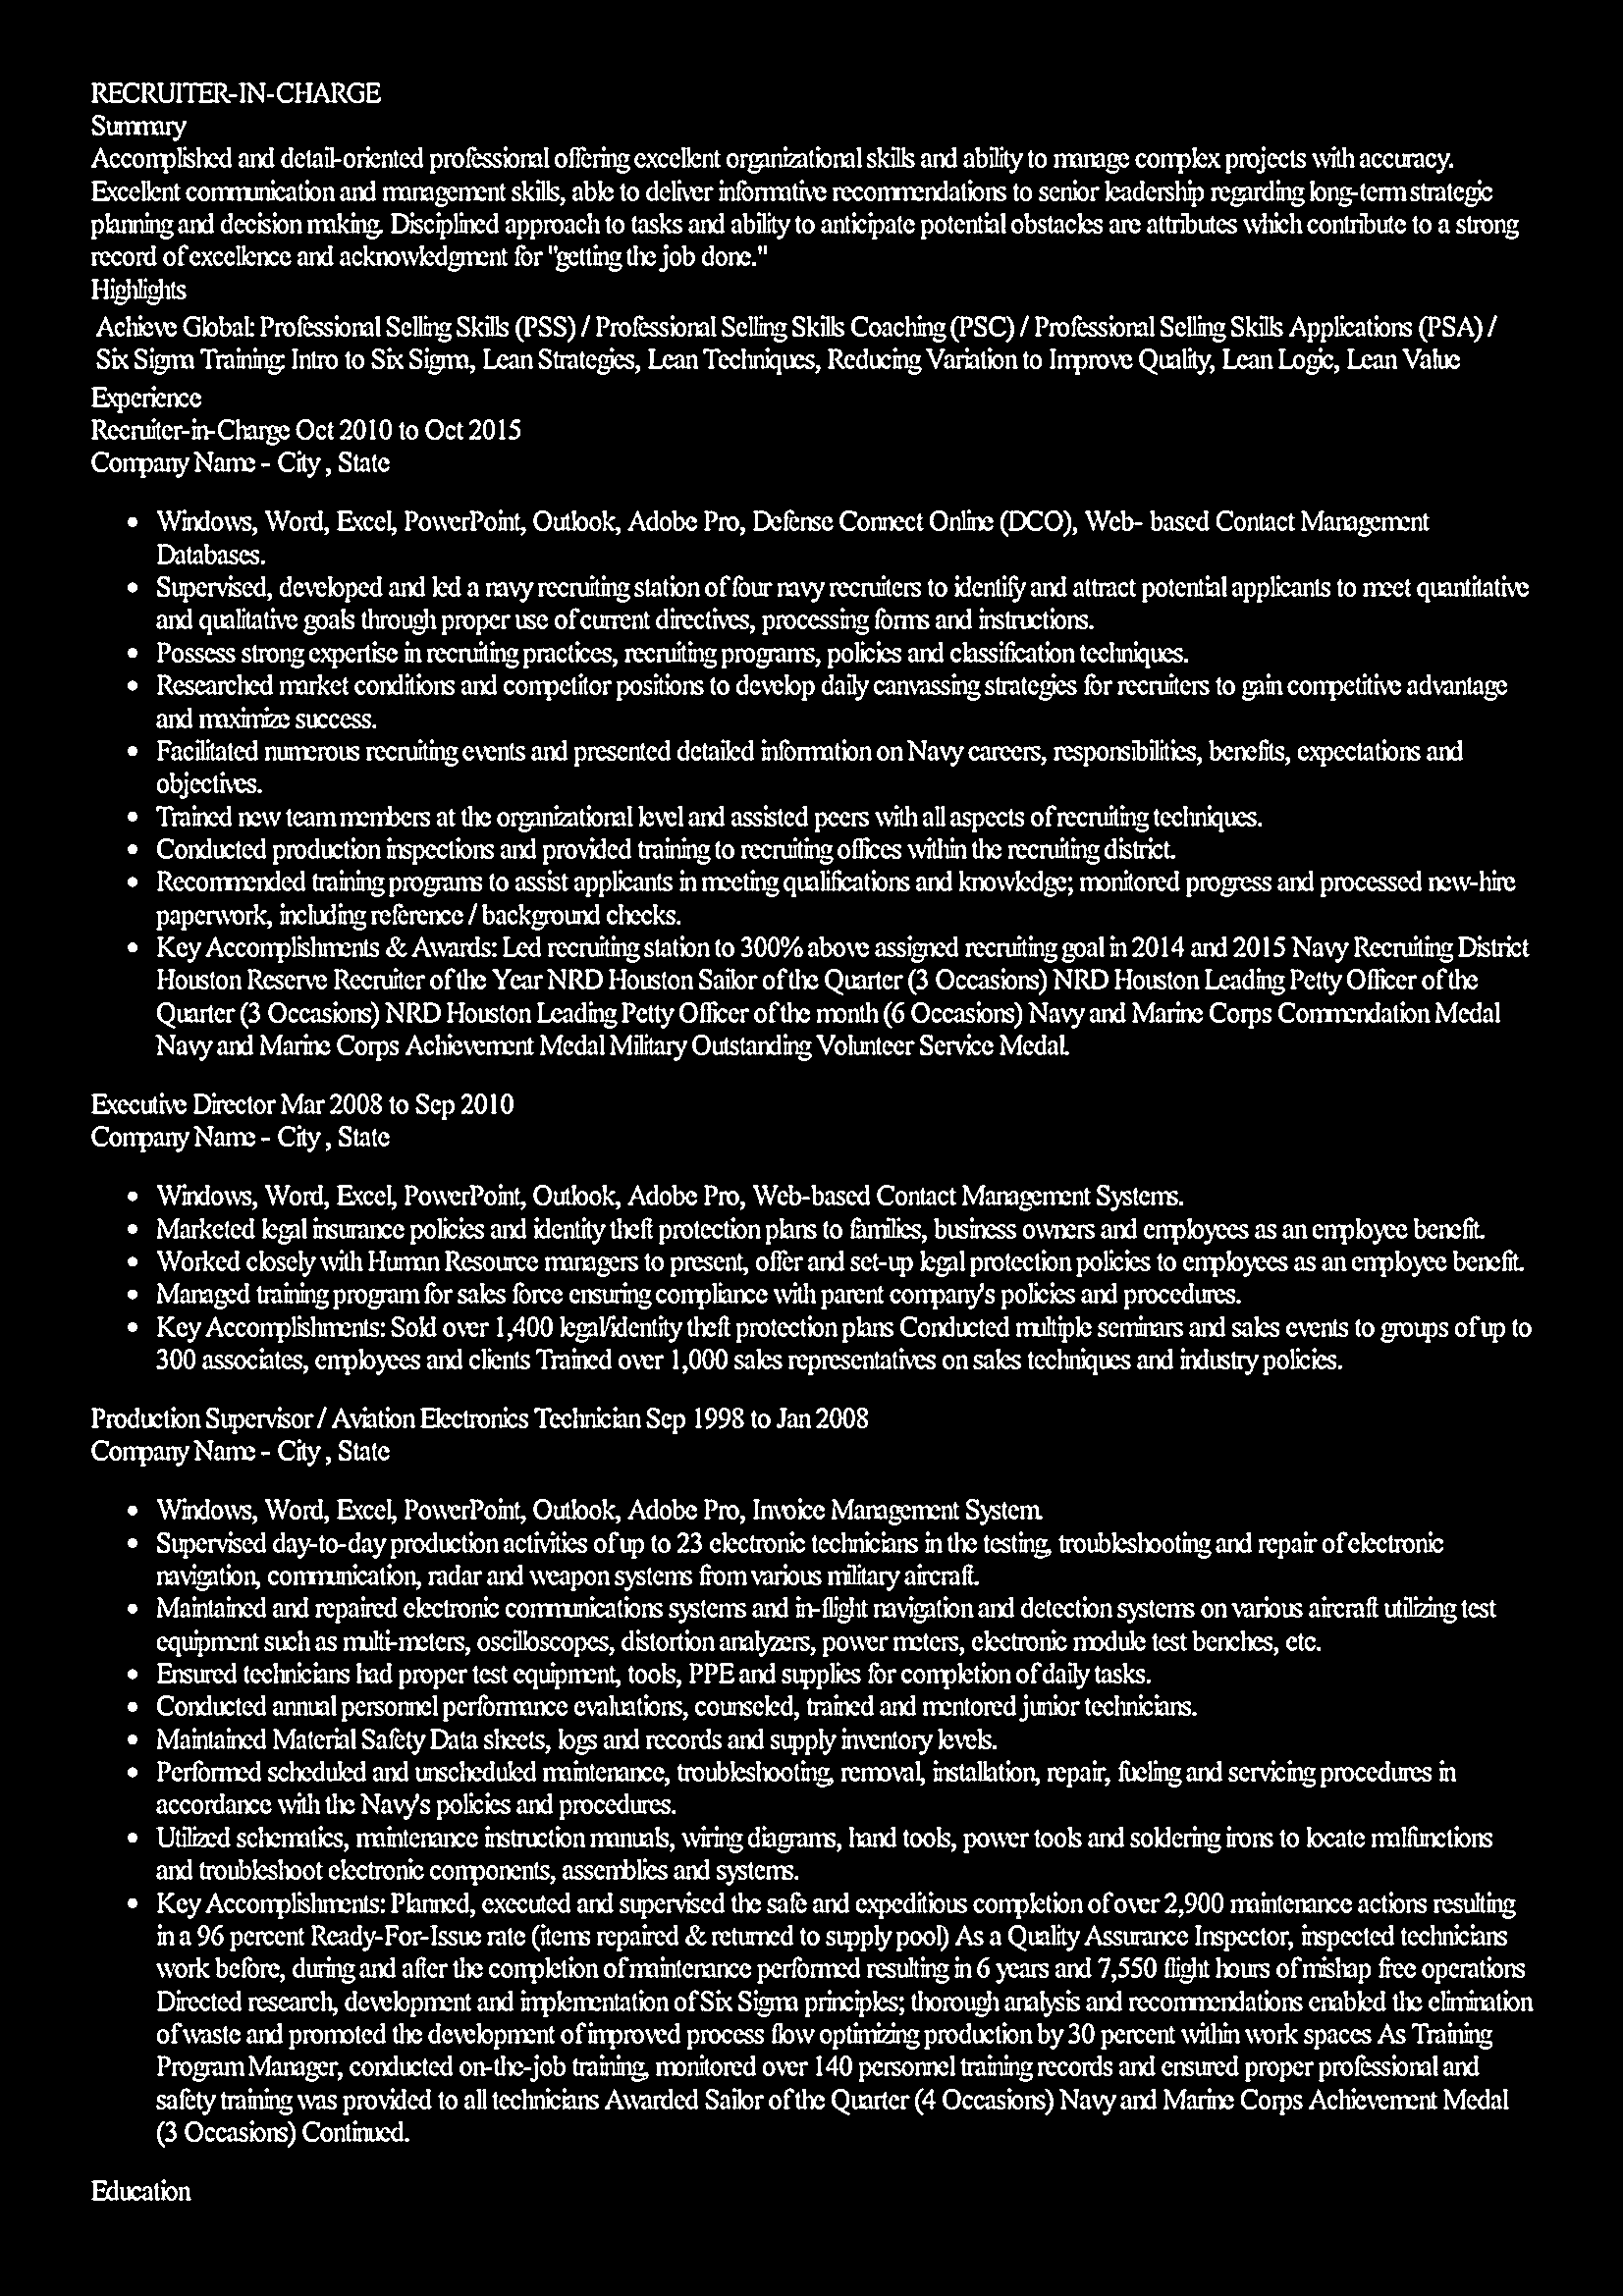 RECRUITER-IN-CHARGE
Summary
Accomplished and detail-oriented professional offering excellent organizational skills and ability to manage complex projects with accuracy.
Excellent communication and management skills, able to deliver informative recommendations to senior leadership regarding long-term strategic
planning and decision making. Disciplined approach to tasks and ability to anticipate potential obstacles are attributes which contribute to a strong
record of excellence and acknowledgment for "getting the job done."
Highlights
Achieve Global: Professional Selling Skills (PSS) / Professional Selling Skills Coaching (PSC) / Professional Selling Skills Applications (PSA) /
Six Sigma Training: Intro to Six Sigma, Lean Strategies, Lean Techniques, Reducing Variation to Improve Quality, Lean Logic, Lean Value
Experience
Recruiter-in-Charge Oct 2010 to Oct 2015
Company Name - City , State
• Windows, Word, Excel, PowerPoint, Outlook, Adobe Pro, Defense Connect Online (DCO), Web- based Contact Management
Databases.
• Supervised, developed and led a navy recruiting station of four navy recruiters to identify and attract potential applicants to meet quantitative
and qualitative goals through proper use of current directives, processing forms and instructions.
• Possess strong expertise in recruiting practices, recruiting programs, policies and classification techniques.
• Researched market conditions and competitor positions to develop daily canvassing strategies for recruiters to gain competitive advantage
and maximize success.
• Facilitated numerous recruiting events and presented detailed information on Navy careers, responsibilities, benefits, expectations and
objectives.
• Trained new team members at the organizational level and assisted peers with all aspects of recruiting techniques.
• Conducted production inspections and provided training to recruiting offices within the recruiting district.
• Recommended training programs to assist applicants in meeting qualifications and knowledge; monitored progress and processed new-hire
paperwork, including reference / background checks.
• Key Accomplishments & Awards: Led recruiting station to 300% above assigned recruiting goal in 2014 and 2015 Navy Recruiting District
Houston Reserve Recruiter of the Year NRD Houston Sailor of the Quarter (3 Occasions) NRD Houston Leading Petty Officer of the
Quarter (3 Occasions) NRD Houston Leading Petty Officer of the month (6 Occasions) Navy and Marine Corps Commendation Medal
Navy and Marine Corps Achievement Medal Military Outstanding Volunteer Service Medal.
Executive Director Mar 2008 to Sep 2010
Company Name - City , State
• Windows, Word, Excel, PowerPoint, Outlook, Adobe Pro, Web-based Contact Management Systems.
• Marketed legal insurance policies and identity theft protection plans to families, business owners and employees as an employee benefit.
• Worked closely with Human Resource managers to present, offer and set-up legal protection policies to employees as an employee benefit.
• Managed training program for sales force ensuring compliance with parent company's policies and procedures.
• Key Accomplishments: Sold over 1,400 legal/identity theft protection plans Conducted multiple seminars and sales events to groups of up to
300 associates, employees and clients Trained over 1,000 sales representatives on sales techniques and industry policies.
Production Supervisor / Aviation Electronics Technician Sep 1998 to Jan 2008
Company Name - City , State
• Windows, Word, Excel, PowerPoint, Outlook, Adobe Pro, Invoice Management System.
• Supervised day-to-day production activities of up to 23 electronic technicians in the testing, troubleshooting and repair of electronic
navigation, communication, radar and weapon systems from various military aircraft.
• Maintained and repaired electronic communications systems and in-flight navigation and detection systems on various aircraft utilizing test
equipment such as multi-meters, oscilloscopes, distortion analyzers, power meters, electronic module test benches, etc.
• Ensured technicians had proper test equipment, tools, PPE and supplies for completion of daily tasks.
• Conducted annual personnel performance evaluations, counseled, trained and mentored junior technicians.
• Maintained Material Safety Data sheets, logs and records and supply inventory levels.
• Performed scheduled and unscheduled maintenance, troubleshooting, removal, installation, repair, fueling and servicing procedures in
accordance with the Navy's policies and procedures.
• Utilized schematics, maintenance instruction manuals, wiring diagrams, hand tools, power tools and soldering irons to locate malfunctions
and troubleshoot electronic components, assemblies and systems.
• Key Accomplishments: Planned, executed and supervised the safe and expeditious completion of over 2,900 maintenance actions resulting
in a 96 percent Ready-For-Issue rate (items repaired & returned to supply pool) As a Quality Assurance Inspector, inspected technicians
work before, during and after the completion of maintenance performed resulting in 6 years and 7,550 flight hours of mishap free operations
Directed research, development and implementation of Six Sigma principles; thorough analysis and recommendations enabled the elimination
of waste and promoted the development of improved process flow optimizing production by 30 percent within work spaces As Training
Program Manager, conducted on-the-job training, monitored over 140 personnel training records and ensured proper professional and
safety training was provided to all technicians Awarded Sailor of the Quarter (4 Occasions) Navy and Marine Corps Achievement Medal
(3 Occasions) Continued.
Education